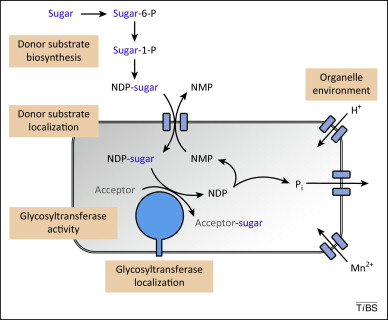 Sugar Sugar-6-P
Donor substrate
biosynthesis
Sugar-1-P
NDP-sugar NMP
Organelle
environment
Donor substrate
localization
H+
NDP-sugar NMP
Acceptor NDP Pi
Glycosyltransferase
activity
Acceptor-sugar
Glycosyltransferase
localization
Mn2+
TiBS